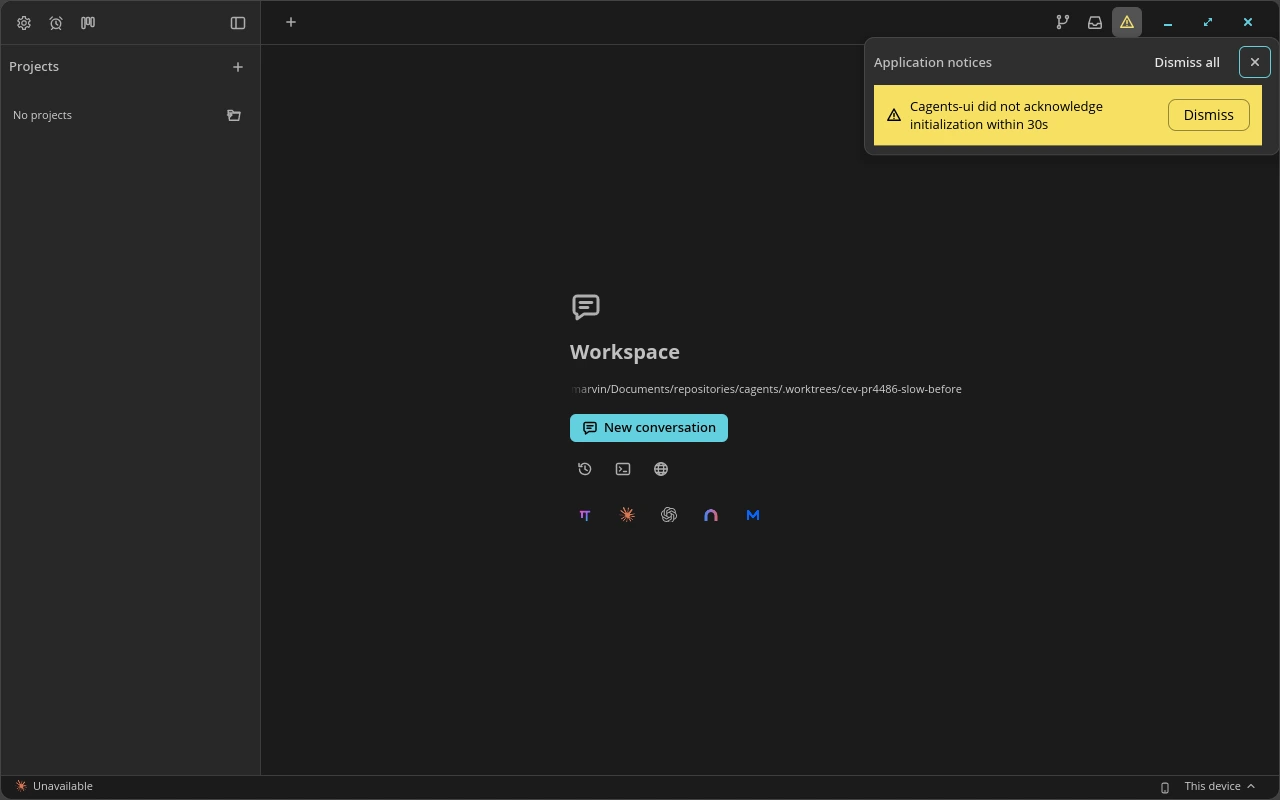 Projects
No projects
Application notices
Dismiss all
Cagents-ui did not acknowledge
initialization within 30s
Dismiss
Workspace
marvin/Documents/repositories/cagents/.worktrees/cev-pr4486-slow-before
New conversation
Unavailable
This device